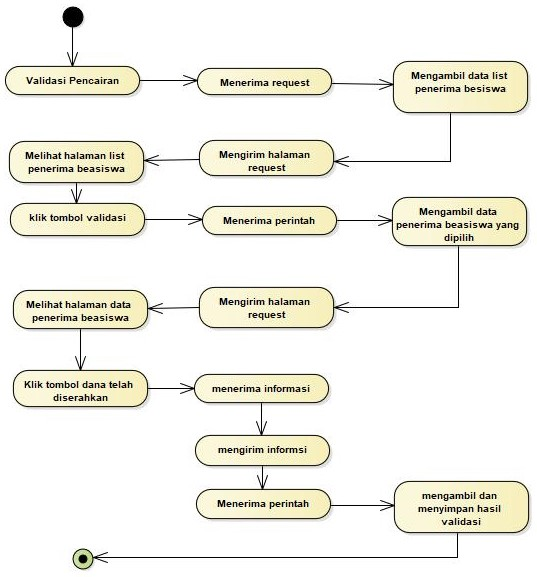 Validasi Pencairan
Menerima request
Mengambil data list
penerima besiswa
Melihat halaman list
penerima beasiswa
Mengirim halaman
request
klik tombol validasi
Menerima perintah
Mengambil data
penerima beasiswa yang
dipilih
Melihat halaman data
penerima beasiswa
Mengirim halaman
request
Klik tombol dana telah
diserahkan
menerima informasi
mengirim informsi
Menerima perintah
mengambil dan
menyimpan hasil
validasi